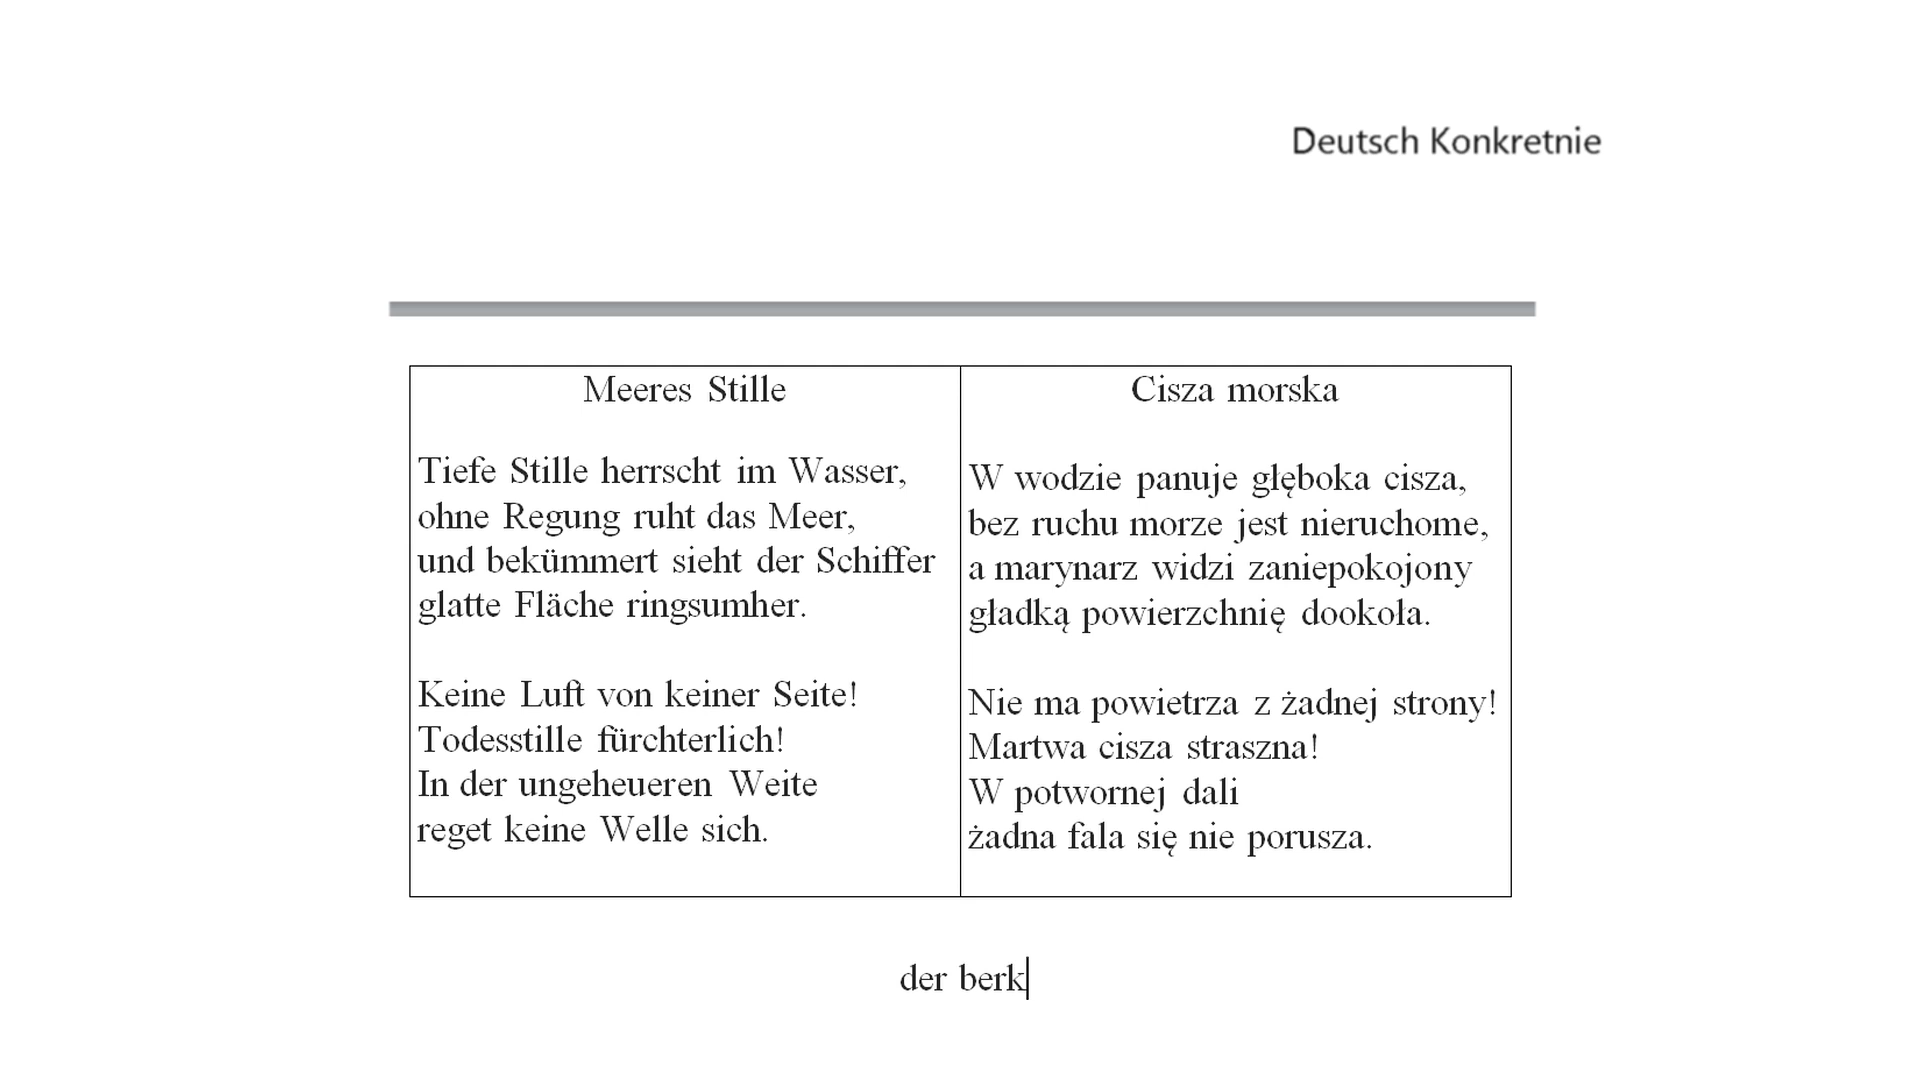 Deutsch Konkretnie
Meeres Stille
Tiefe Stille herrscht im Wasser,
ohne Regung ruht das Meer,
und bekümmert sieht der Schiffer
glatte Fläche ringsumher.
Keine Luft von keiner Seite!
Todesstille fürchterlich!
In der ungeheueren Weite
reget keine Welle sich.
Cisza morska
W wodzie panuje głęboka cisza,
bez ruchu morze jest nieruchome,
a marynarz widzi zaniepokojony
gładką powierzchnię dookoła.
Nie ma powietrza z żadnej strony!
Martwa cisza straszna!
W potwornej dali
żadna fala się nie porusza.
der berk